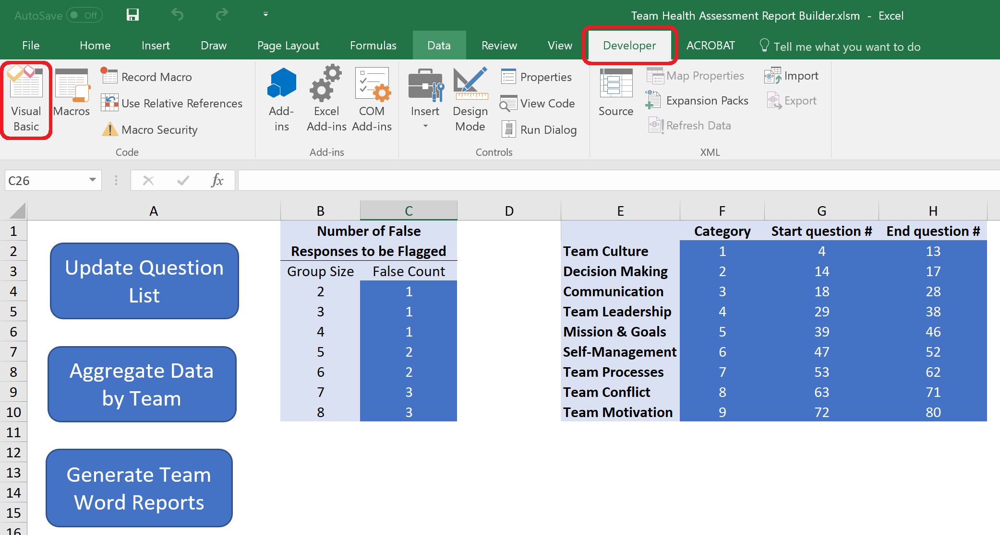 AutoSave Off
Team Health Assessment Report Builder.xlsm - Excel
File Home Insert Draw Page Layout Formulas Data Review View Developer ACROBAT Tell me what you want to do
Visual Basic
Macros
Record Macro
Use Relative References
Macro Security
Code
Add-ins
Excel Add-ins
COM Add-ins
Add-ins
Insert
Design Mode
Properties
View Code
Run Dialog
Controls
Source
Map Properties
Expansion Packs
Refresh Data
Import
Export
XML
C26
fx
A B C D E F G H
1 Number of False Category Start question # End question #
2 Responses to be Flagged Team Culture 1 4 13
3 Group Size False Count Decision Making 2 14 17
4 2 1 Communication 3 18 28
5 3 1 Team Leadership 4 29 38
6 4 1 Mission & Goals 5 39 46
7 5 2 Self-Management 6 47 52
8 6 2 Team Processes 7 53 62
9 7 3 Team Conflict 8 63 71
10 8 3 Team Motivation 9 72 80
11
12
13
14
15
16
Update Question
List
Aggregate Data
by Team
Generate Team
Word Reports